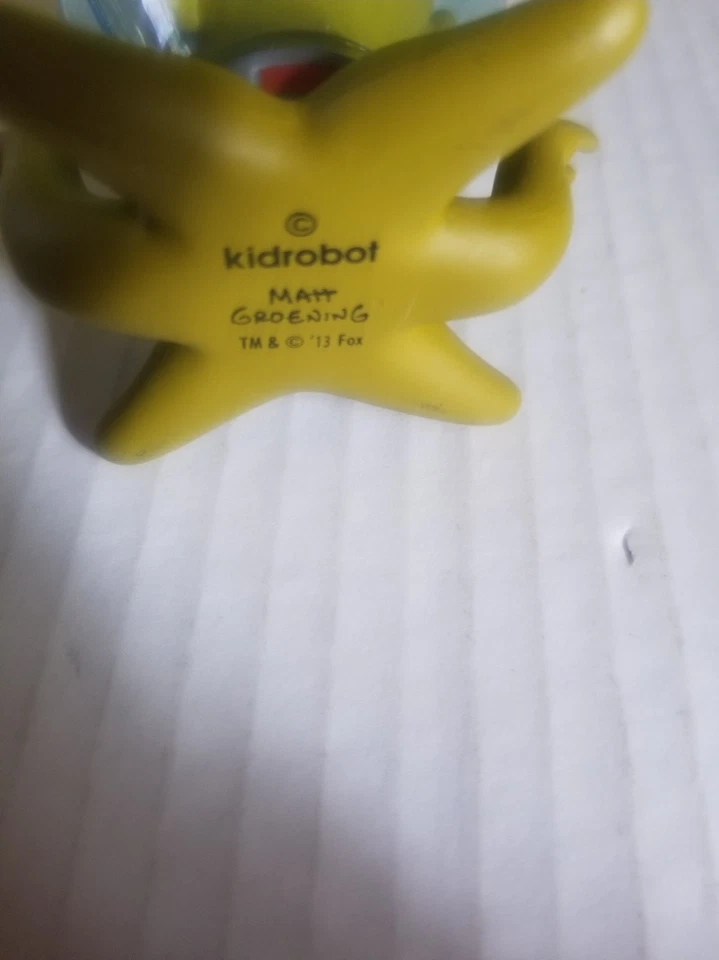 ©
kidrobot
MATT
GROENING
TM & © '13 Fox